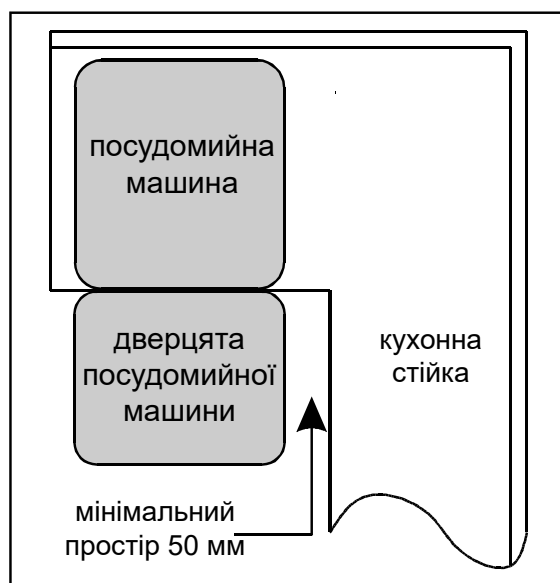 посудомийна
машина
дверцята
посудомийної
машини
кухонна
стійка
мінімальний
простір 50 мм